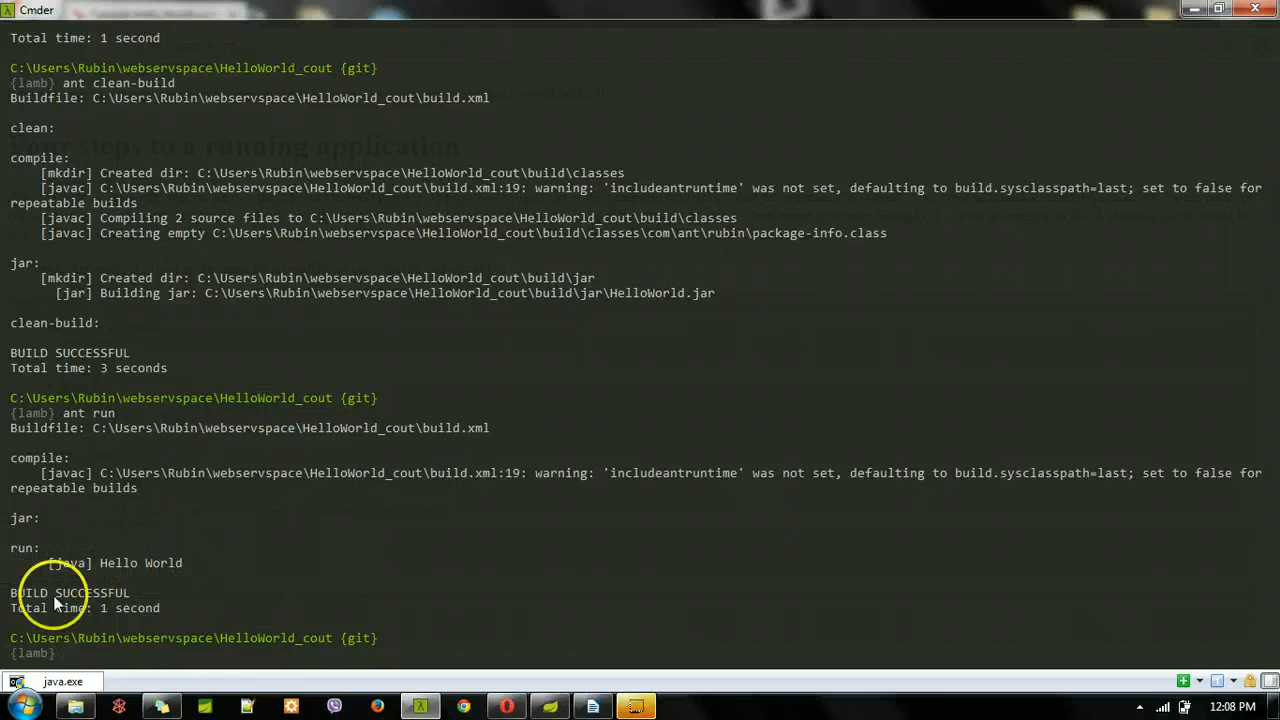 Cmder
Total time: 1 second
C:\Users\Rubin\webservspace\HelloWorld_cout {git}
{lamb} ant clean-build
Buildfile: C:\Users\Rubin\webservspace\HelloWorld_cout\build.xml
clean:
Four steps to a running application
compile:
[mkdir] Created dir: C:\Users\Rubin\webservspace\HelloWorld_cout\build\classes
[javac] C:\Users\Rubin\webservspace\HelloWorld_cout\build.xml:19: warning: 'includeantruntime' was not set, defaulting to build.sysclasspath=last; set to false for
repeatable builds
[javac] Compiling 2 source files to C:\Users\Rubin\webservspace\HelloWorld_cout\build\classes
[javac] Creating empty C:\Users\Rubin\webservspace\HelloWorld_cout\build\classes\com\ant\rubin\package-info.class
jar:
[mkdir] Created dir: C:\Users\Rubin\webservspace\HelloWorld_cout\build\jar
[jar] Building jar: C:\Users\Rubin\webservspace\HelloWorld_cout\build\jar\HelloWorld.jar
clean-build:
BUILD SUCCESSFUL
Total time: 3 seconds
C:\Users\Rubin\webservspace\HelloWorld_cout {git}
{lamb} ant run
Buildfile: C:\Users\Rubin\webservspace\HelloWorld_cout\build.xml
compile:
[javac] C:\Users\Rubin\webservspace\HelloWorld_cout\build.xml:19: warning: 'includeantruntime' was not set, defaulting to build.sysclasspath=last; set to false for
repeatable builds
jar:
run:
[java] Hello World
BUILD SUCCESSFUL
Total time: 1 second
C:\Users\Rubin\webservspace\HelloWorld_cout {git}
{lamb}
java.exe
12:08 PM